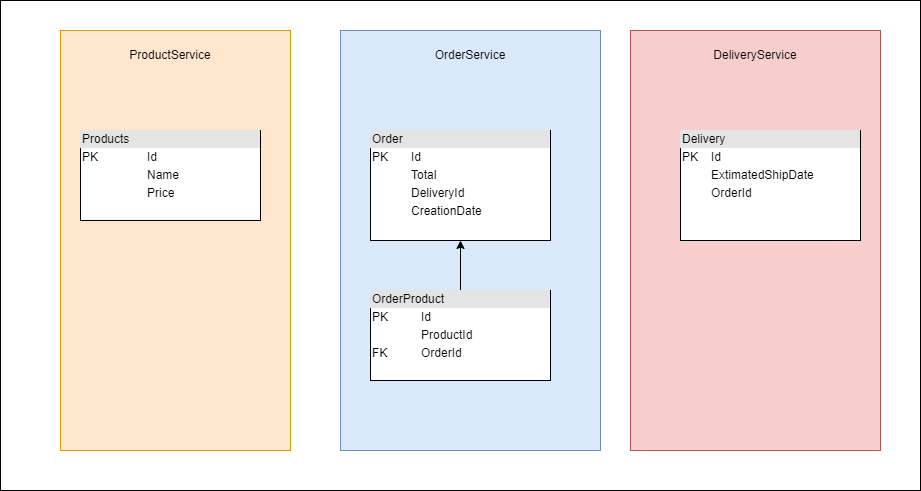 ProductService
Products
PK Id
Name
Price
OrderService
Order
PK Id
Total
DeliveryId
CreationDate
OrderProduct
PK Id
ProductId
FK OrderId
DeliveryService
Delivery
PK Id
ExtimatedShipDate
OrderId